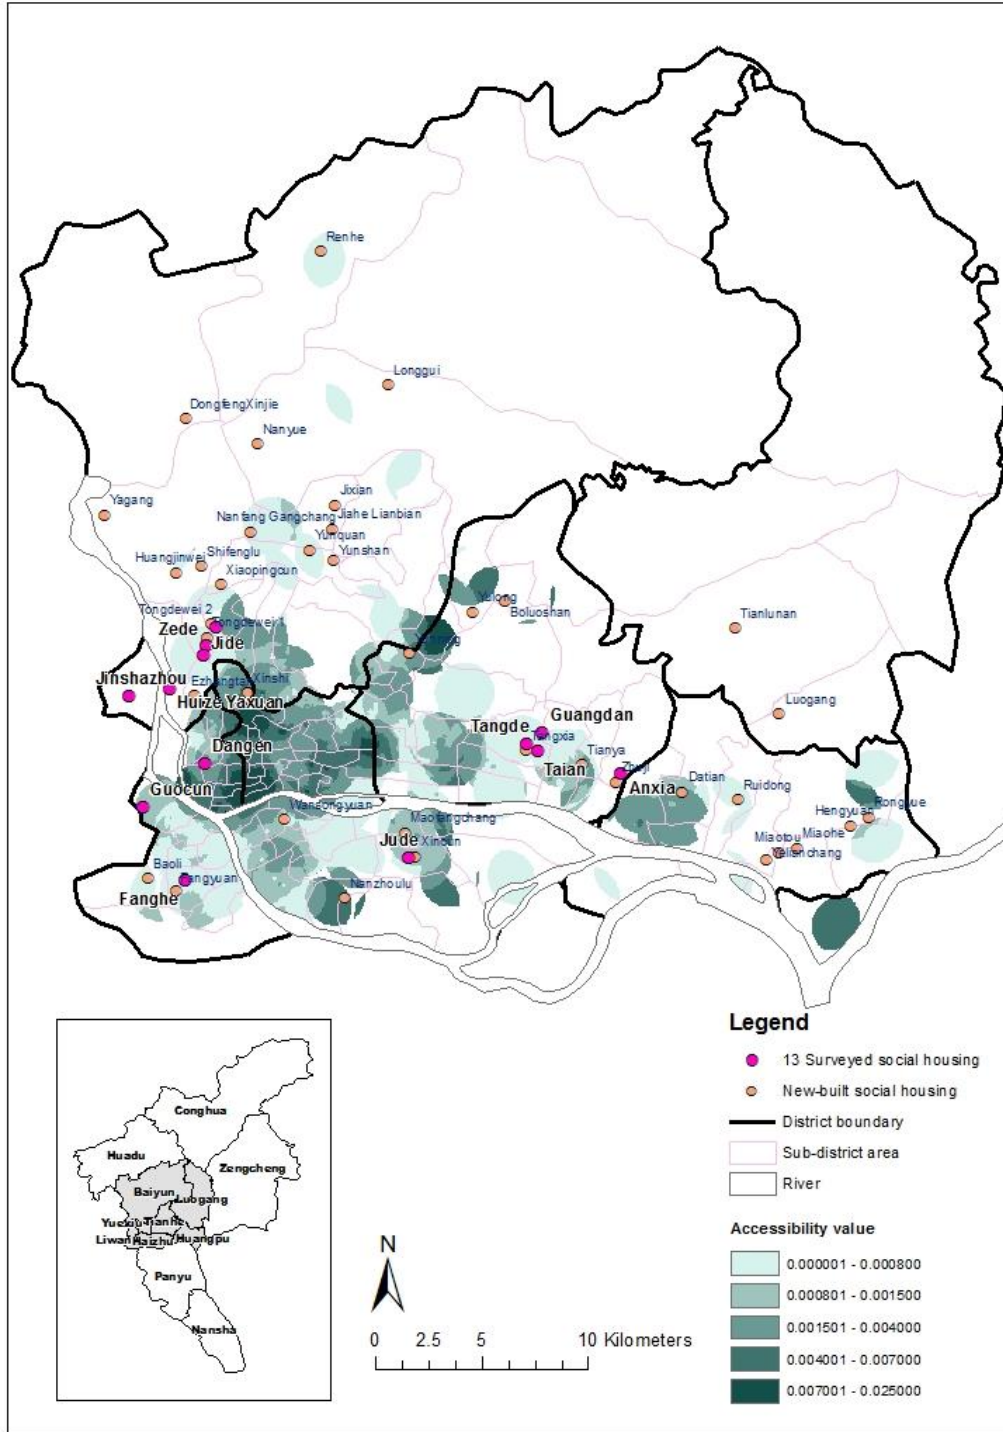 Renhe
Longgui
DongfengXinjie
Nanyue
Yagang
Jixian
Nanfang Gangchang
Jiahe Lianbian
Yunquan
Huangjinwei
Shifenglu
Yunshan
Xiaopingcun
Yulong
Boluoshan
Tongdewei 2
Tongdewei 1
Tianlunan
Zede
Jide
Jinshazhou
Xinshi
Huize Yaxuan
Luogang
Tangde
Guangdan
Tangxia
Dangen
Taian
Tianya
Guocun
Anxia
Datian
Ruidong
Wansongyuan
Hengyuan
Rongyue
Jude
Miaotou
Miaohe
Baoli
Fangyuan
Fanghe
Nanzhoulu
Legend
13 Surveyed social housing
New-built social housing
District boundary
Sub-district area
River
Accessibility value
0.000001 - 0.000800
0.000801 - 0.001500
0.001501 - 0.004000
0.004001 - 0.007000
0.007001 - 0.025000
N
0 2.5 5 10 Kilometers
Conghua
Huadu
Zengcheng
Baiyun
Luogang
Yuexiu
Tianhe
Liwan
Haizhu
Huangpu
Panyu
Nansha